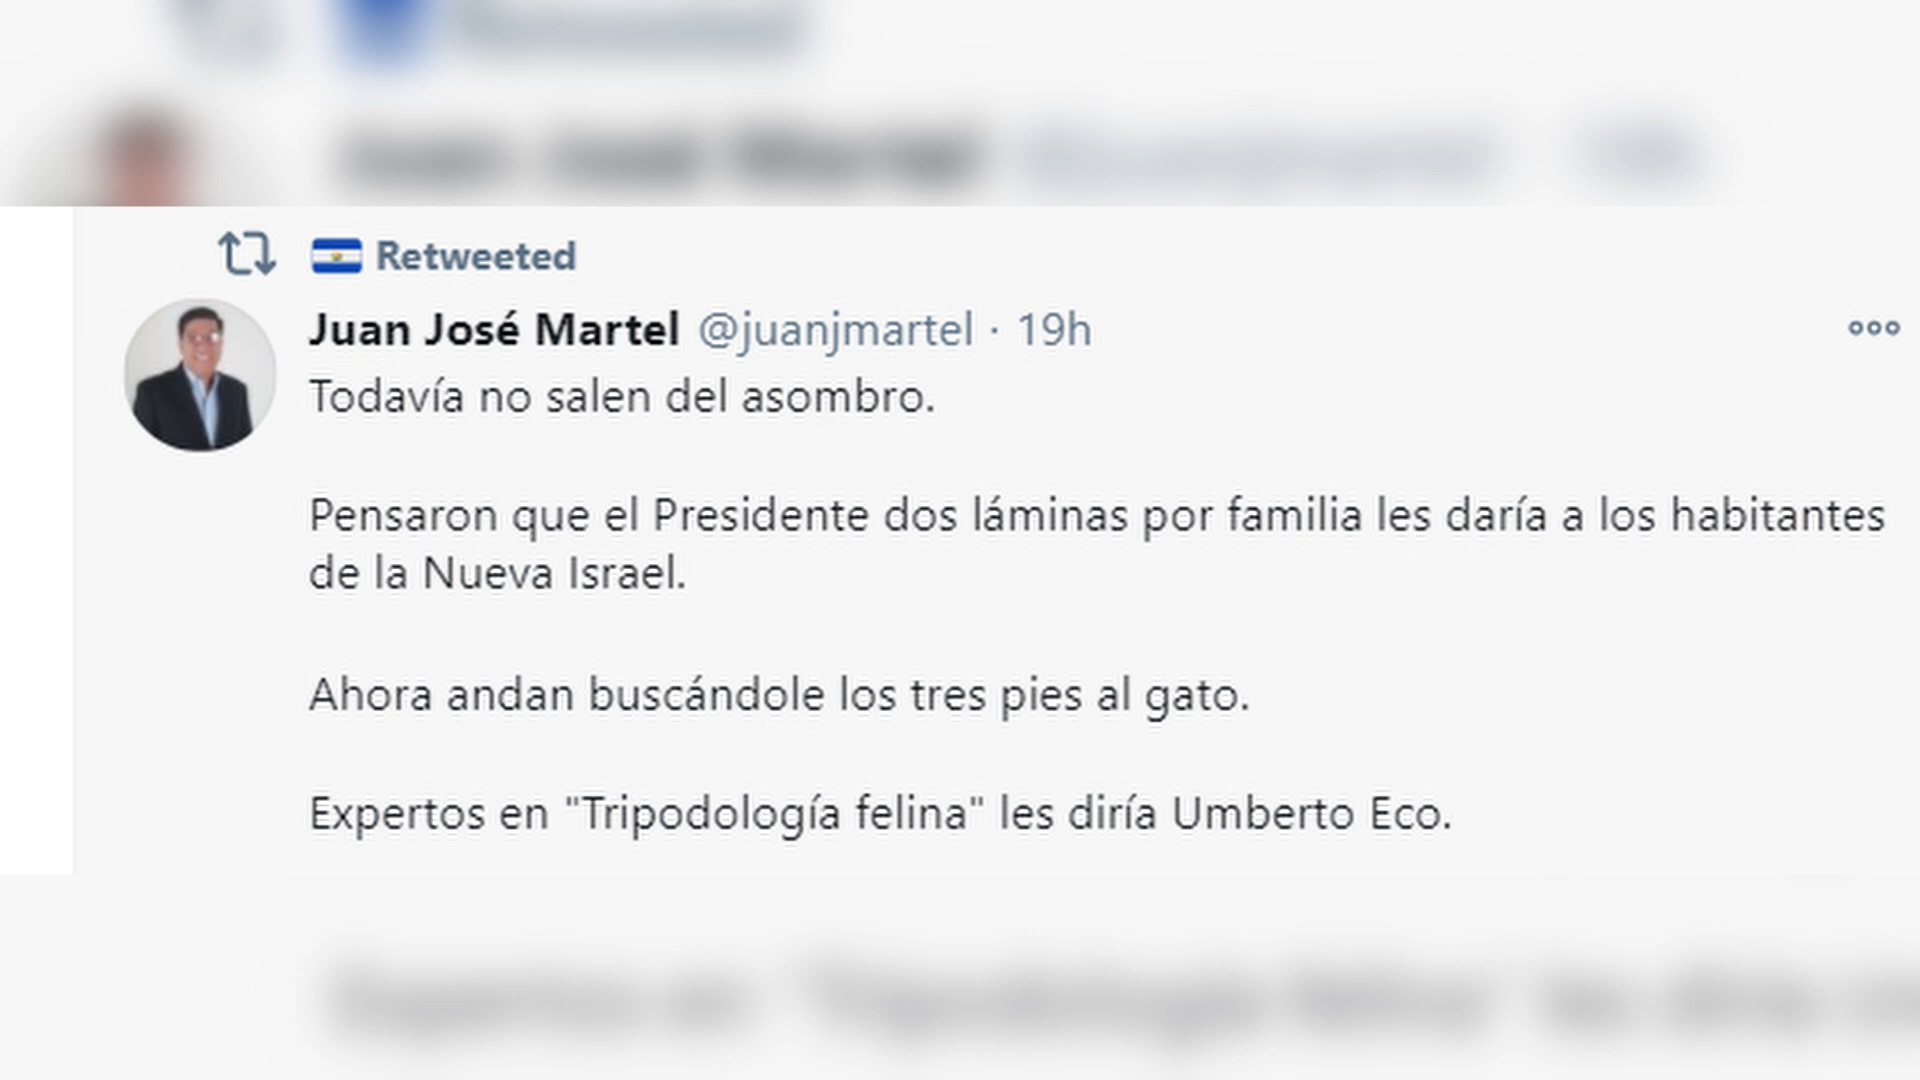 Retweeted
Juan José Martel @juanjmartel · 19h
Todavía no salen del asombro.
Pensaron que el Presidente dos láminas por familia les daría a los habitantes
de la Nueva Israel.
Ahora andan buscándole los tres pies al gato.
Expertos en "Tripodología felina" les diría Umberto Eco.